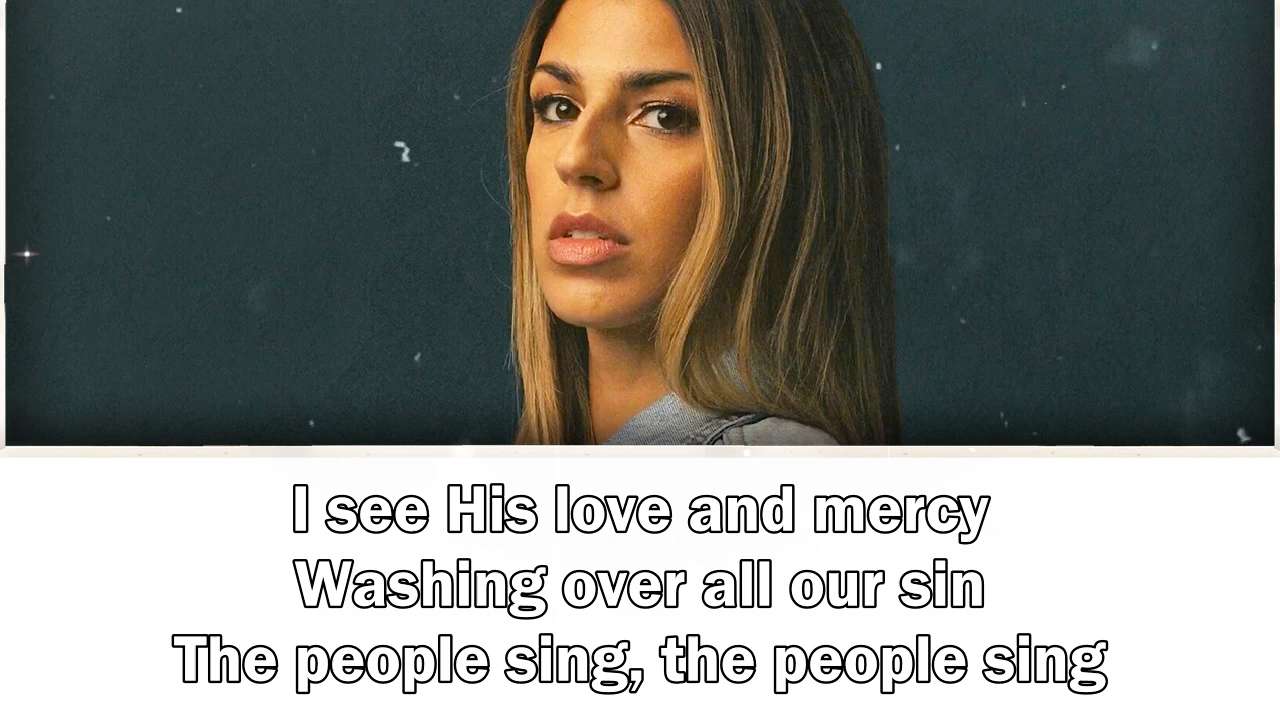 I see His love and mercy
Washing over all our sin
The people sing, the people sing